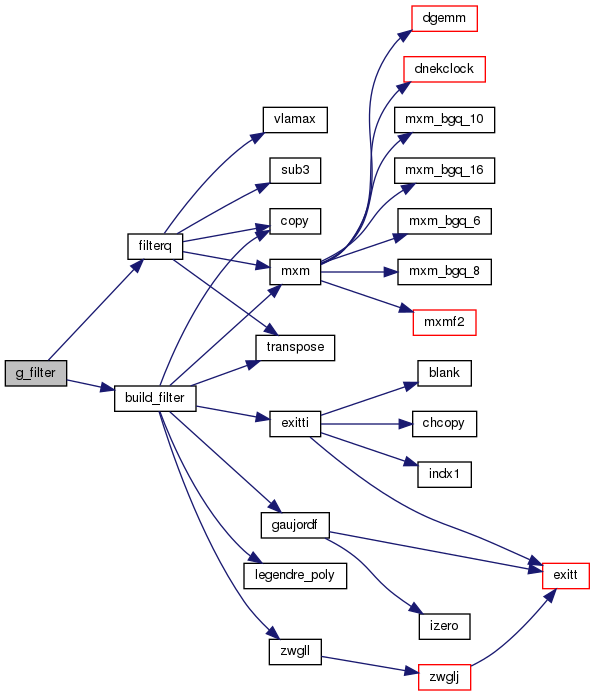 dgemm
dnekclock
mxm_bgq_10
vlamax
mxm_bgq_16
sub3
mxm_bgq_6
copy
filterq
mxm
mxm_bgq_8
mxmf2
transpose
g_filter
blank
build_filter
exitti
chcopy
indx1
gaujordf
legendre_poly
exitt
izero
zwgll
zwglj